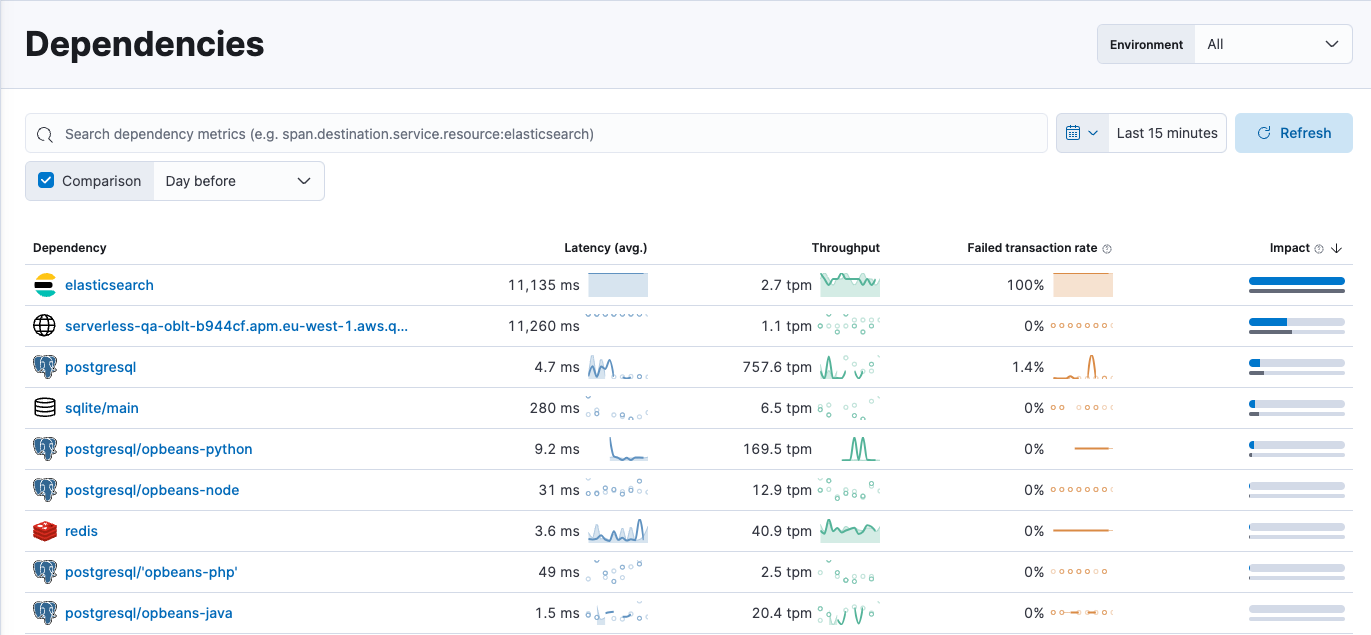 Dependencies
Environment All
Search dependency metrics (e.g. span.destination.service.resource:elasticsearch)
Last 15 minutes
Refresh
Comparison Day before
Dependency Latency (avg.) Throughput Failed transaction rate Impact
elasticsearch 11,135 ms 2.7 tpm 100%
serverless-qa-oblt-b944cf.apm.eu-west-1.aws.q... 11,260 ms 1.1 tpm 0%
postgresql 4.7 ms 757.6 tpm 1.4%
sqlite/main 280 ms 6.5 tpm 0%
postgresql/opbeans-python 9.2 ms 169.5 tpm 0%
postgresql/opbeans-node 31 ms 12.9 tpm 0%
redis 3.6 ms 40.9 tpm 0%
postgresql/'opbeans-php' 49 ms 2.5 tpm 0%
postgresql/opbeans-java 1.5 ms 20.4 tpm 0%